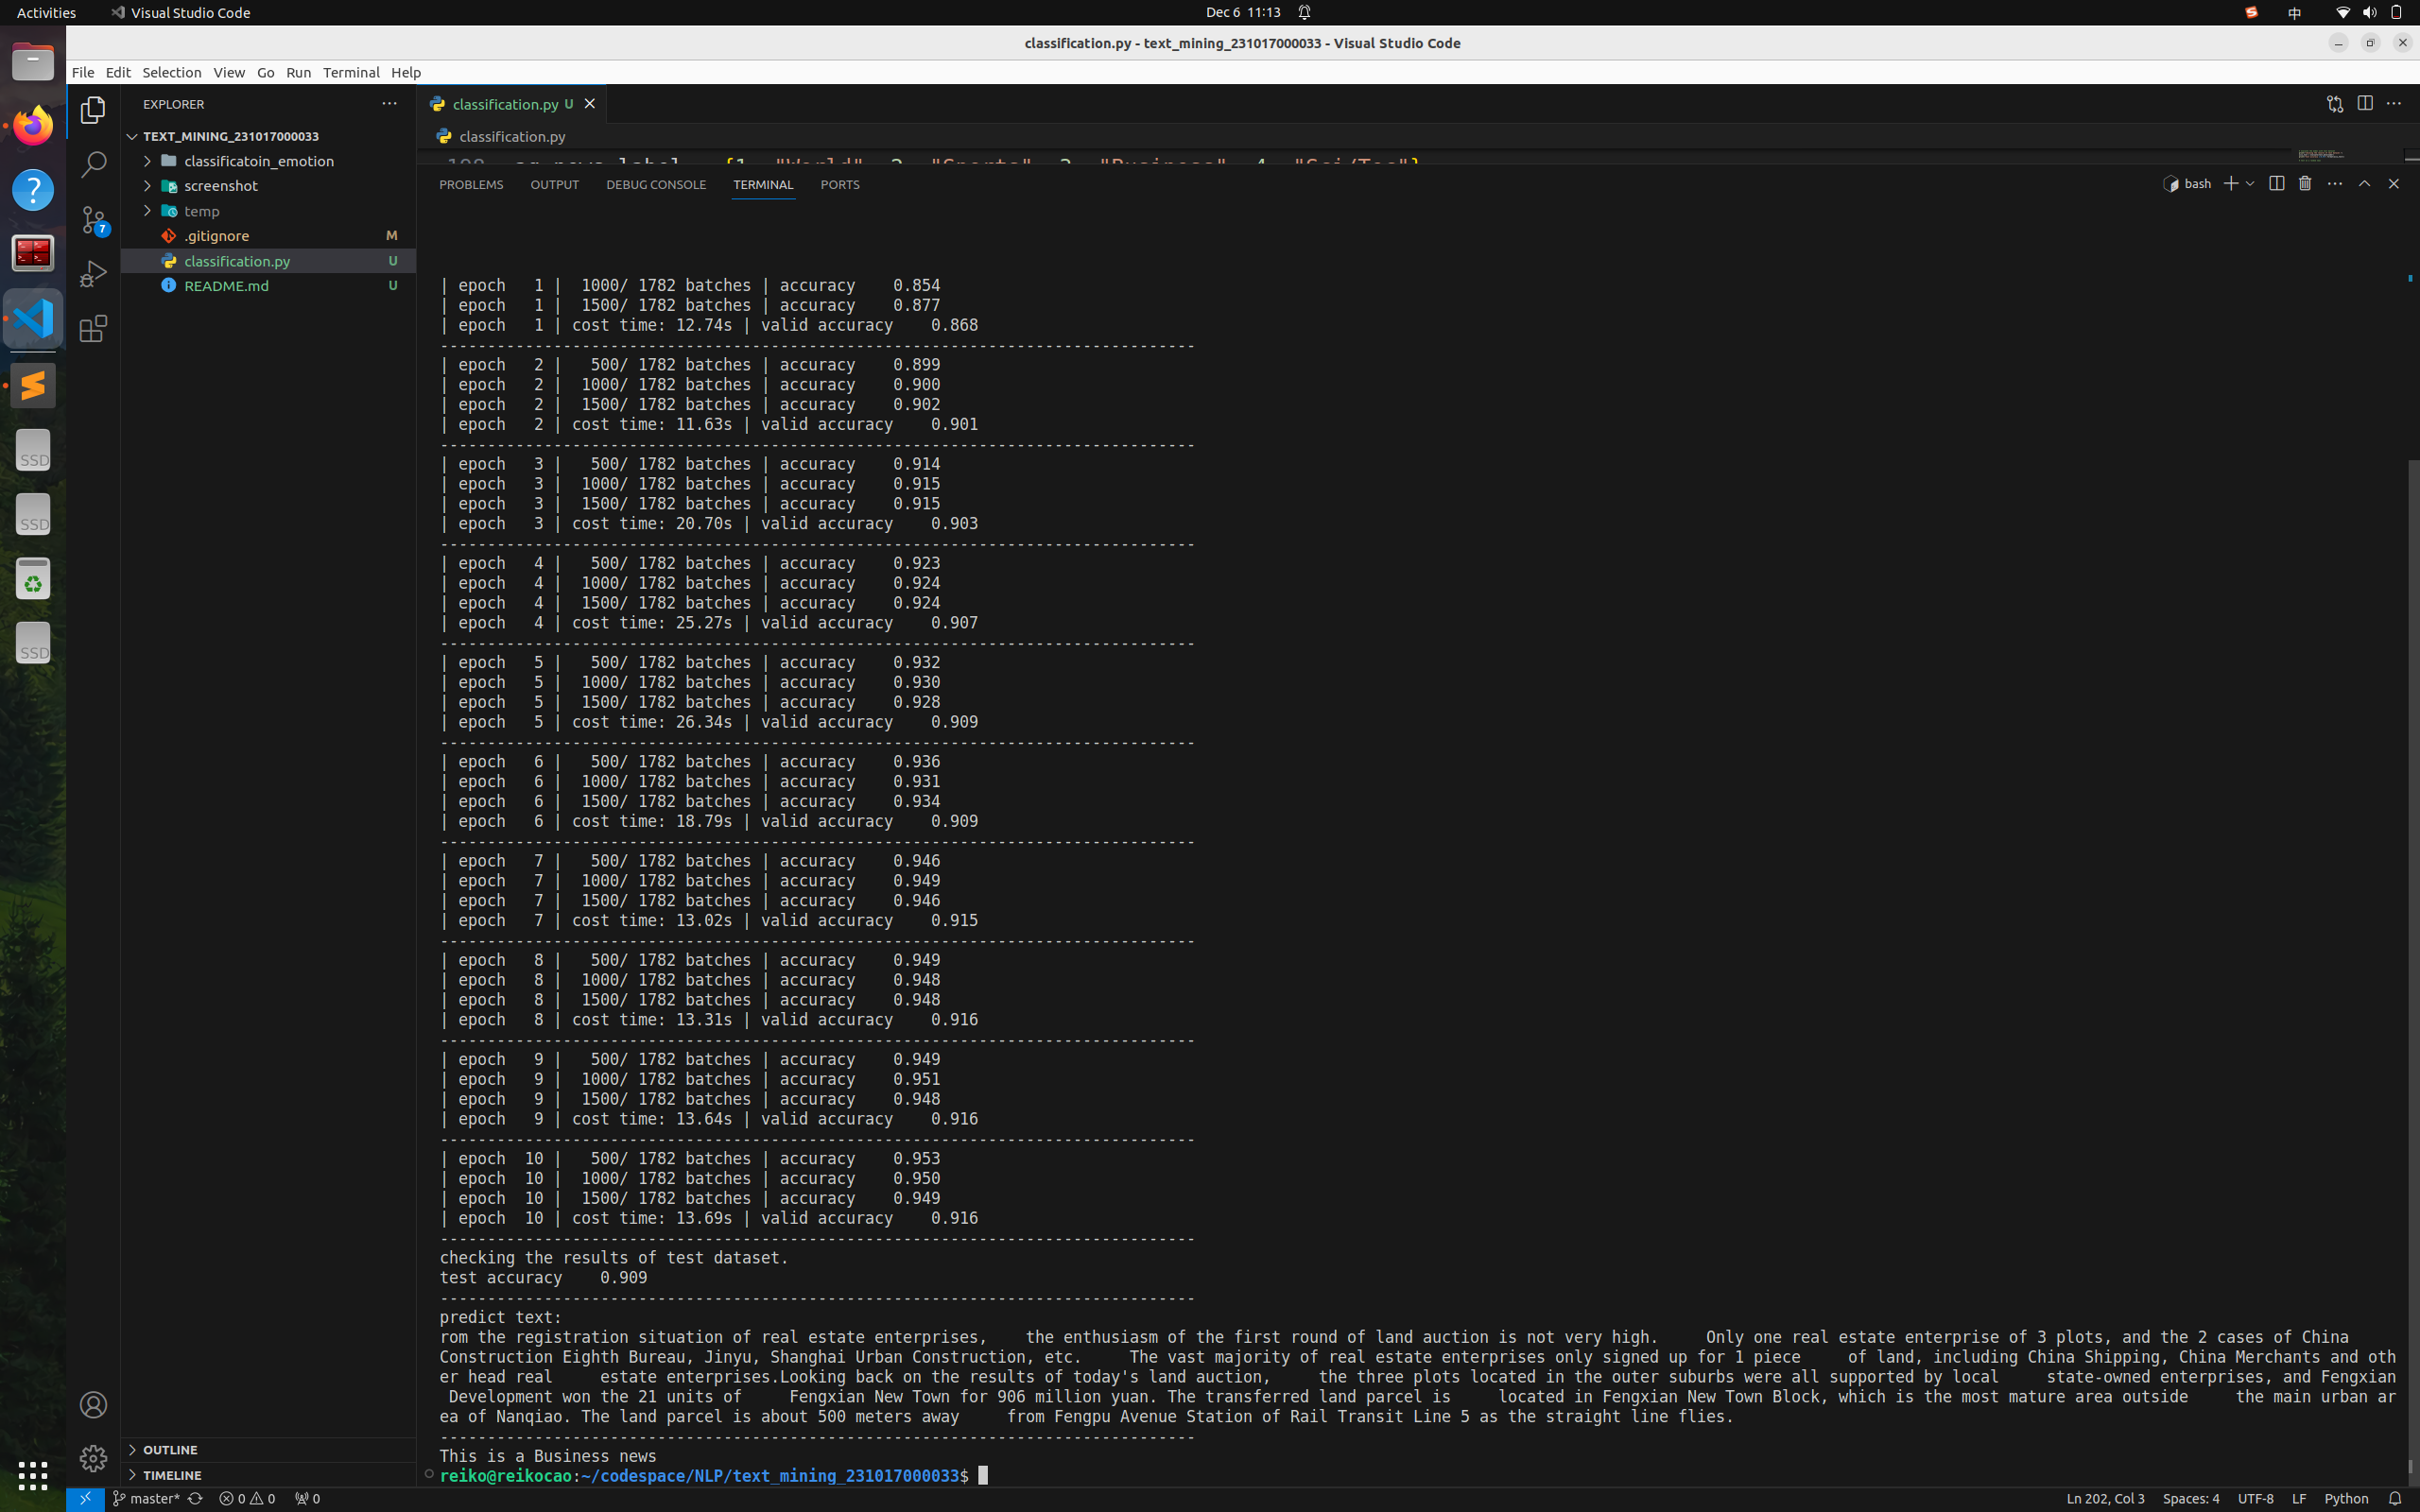 Activities Visual Studio Code Dec 6 11:13 中
classification.py - text_mining_231017000033 - Visual Studio Code
File Edit Selection View Go Run Terminal Help
EXPLORER
classification.py U
TEXT_MINING_231017000033
classification.py
classificatoin_emotion
screenshot
temp
.gitignore M
classification.py U
README.md U
7
SSD
SSD
SSD
PROBLEMS OUTPUT DEBUG CONSOLE TERMINAL PORTS bash
| epoch 1 | 1000/ 1782 batches | accuracy 0.854
| epoch 1 | 1500/ 1782 batches | accuracy 0.877
| epoch 1 | cost time: 12.74s | valid accuracy 0.868
--------------------------------------------------------------------------------
| epoch 2 | 500/ 1782 batches | accuracy 0.899
| epoch 2 | 1000/ 1782 batches | accuracy 0.900
| epoch 2 | 1500/ 1782 batches | accuracy 0.902
| epoch 2 | cost time: 11.63s | valid accuracy 0.901
--------------------------------------------------------------------------------
| epoch 3 | 500/ 1782 batches | accuracy 0.914
| epoch 3 | 1000/ 1782 batches | accuracy 0.915
| epoch 3 | 1500/ 1782 batches | accuracy 0.915
| epoch 3 | cost time: 20.70s | valid accuracy 0.903
--------------------------------------------------------------------------------
| epoch 4 | 500/ 1782 batches | accuracy 0.923
| epoch 4 | 1000/ 1782 batches | accuracy 0.924
| epoch 4 | 1500/ 1782 batches | accuracy 0.924
| epoch 4 | cost time: 25.27s | valid accuracy 0.907
--------------------------------------------------------------------------------
| epoch 5 | 500/ 1782 batches | accuracy 0.932
| epoch 5 | 1000/ 1782 batches | accuracy 0.930
| epoch 5 | 1500/ 1782 batches | accuracy 0.928
| epoch 5 | cost time: 26.34s | valid accuracy 0.909
--------------------------------------------------------------------------------
| epoch 6 | 500/ 1782 batches | accuracy 0.936
| epoch 6 | 1000/ 1782 batches | accuracy 0.931
| epoch 6 | 1500/ 1782 batches | accuracy 0.934
| epoch 6 | cost time: 18.79s | valid accuracy 0.909
--------------------------------------------------------------------------------
| epoch 7 | 500/ 1782 batches | accuracy 0.946
| epoch 7 | 1000/ 1782 batches | accuracy 0.949
| epoch 7 | 1500/ 1782 batches | accuracy 0.946
| epoch 7 | cost time: 13.02s | valid accuracy 0.915
--------------------------------------------------------------------------------
| epoch 8 | 500/ 1782 batches | accuracy 0.949
| epoch 8 | 1000/ 1782 batches | accuracy 0.948
| epoch 8 | 1500/ 1782 batches | accuracy 0.948
| epoch 8 | cost time: 13.31s | valid accuracy 0.916
--------------------------------------------------------------------------------
| epoch 9 | 500/ 1782 batches | accuracy 0.949
| epoch 9 | 1000/ 1782 batches | accuracy 0.951
| epoch 9 | 1500/ 1782 batches | accuracy 0.948
| epoch 9 | cost time: 13.64s | valid accuracy 0.916
--------------------------------------------------------------------------------
| epoch 10 | 500/ 1782 batches | accuracy 0.953
| epoch 10 | 1000/ 1782 batches | accuracy 0.950
| epoch 10 | 1500/ 1782 batches | accuracy 0.949
| epoch 10 | cost time: 13.69s | valid accuracy 0.916
--------------------------------------------------------------------------------
checking the results of test dataset.
test accuracy 0.909
--------------------------------------------------------------------------------
predict text:
rom the registration situation of real estate enterprises, the enthusiasm of the first round of land auction is not very high. Only one real estate enterprise of 3 plots, and the 2 cases of China
Construction Eighth Bureau, Jinyu, Shanghai Urban Construction, etc. The vast majority of real estate enterprises only signed up for 1 piece of land, including China Shipping, China Merchants and oth
er head real estate enterprises.Looking back on the results of today's land auction, the three plots located in the outer suburbs were all supported by local state-owned enterprises, and Fengxian
Development won the 21 units of Fengxian New Town for 906 million yuan. The transferred land parcel is located in Fengxian New Town Block, which is the most mature area outside the main urban ar
ea of Nanqiao. The land parcel is about 500 meters away from Fengpu Avenue Station of Rail Transit Line 5 as the straight line flies.
--------------------------------------------------------------------------------
This is a Business news
reiko@reikocao:~/codespace/NLP/text_mining_231017000033$
OUTLINE
TIMELINE
master* 0 0 0 Ln 202, Col 3 Spaces: 4 UTF-8 LF Python